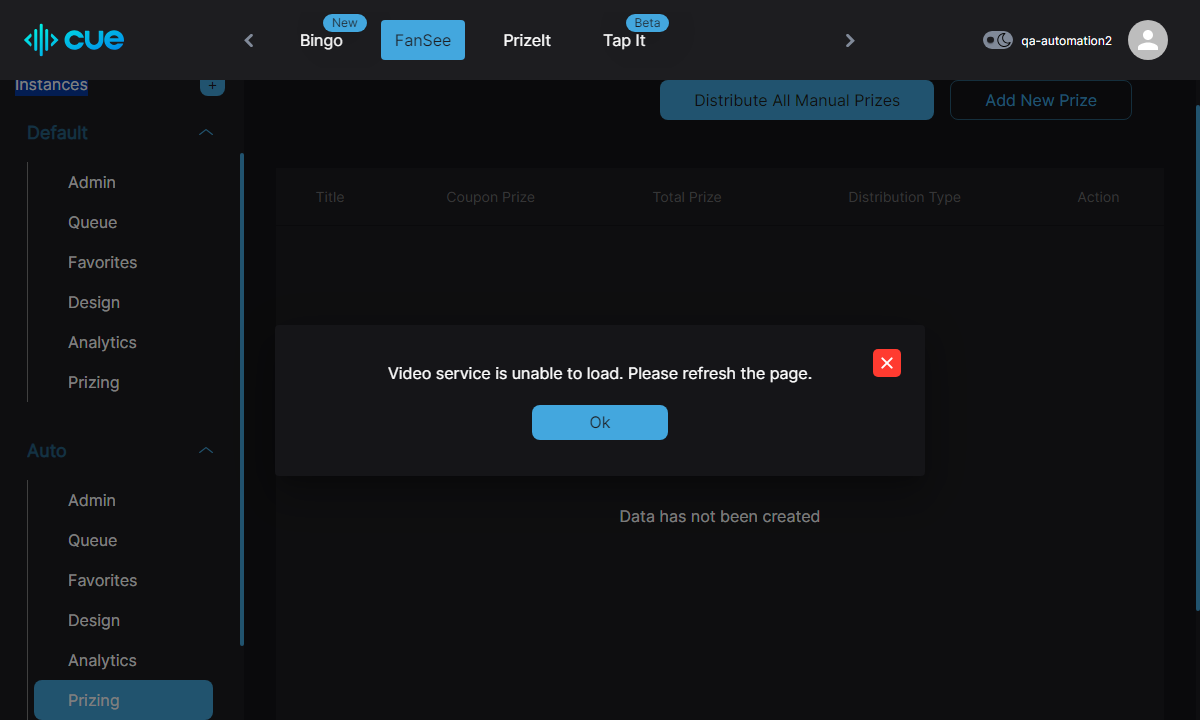 CUE
Bingo
New
FanSee
PrizeIt
Tap It
Beta
qa-automation2
Instances
+
Default
Admin
Queue
Favorites
Design
Analytics
Prizing
Auto
Admin
Queue
Favorites
Design
Analytics
Prizing
Distribute All Manual Prizes
Add New Prize
Title Coupon Prize Total Prize Distribution Type Action
Video service is unable to load. Please refresh the page.
Ok
Data has not been created